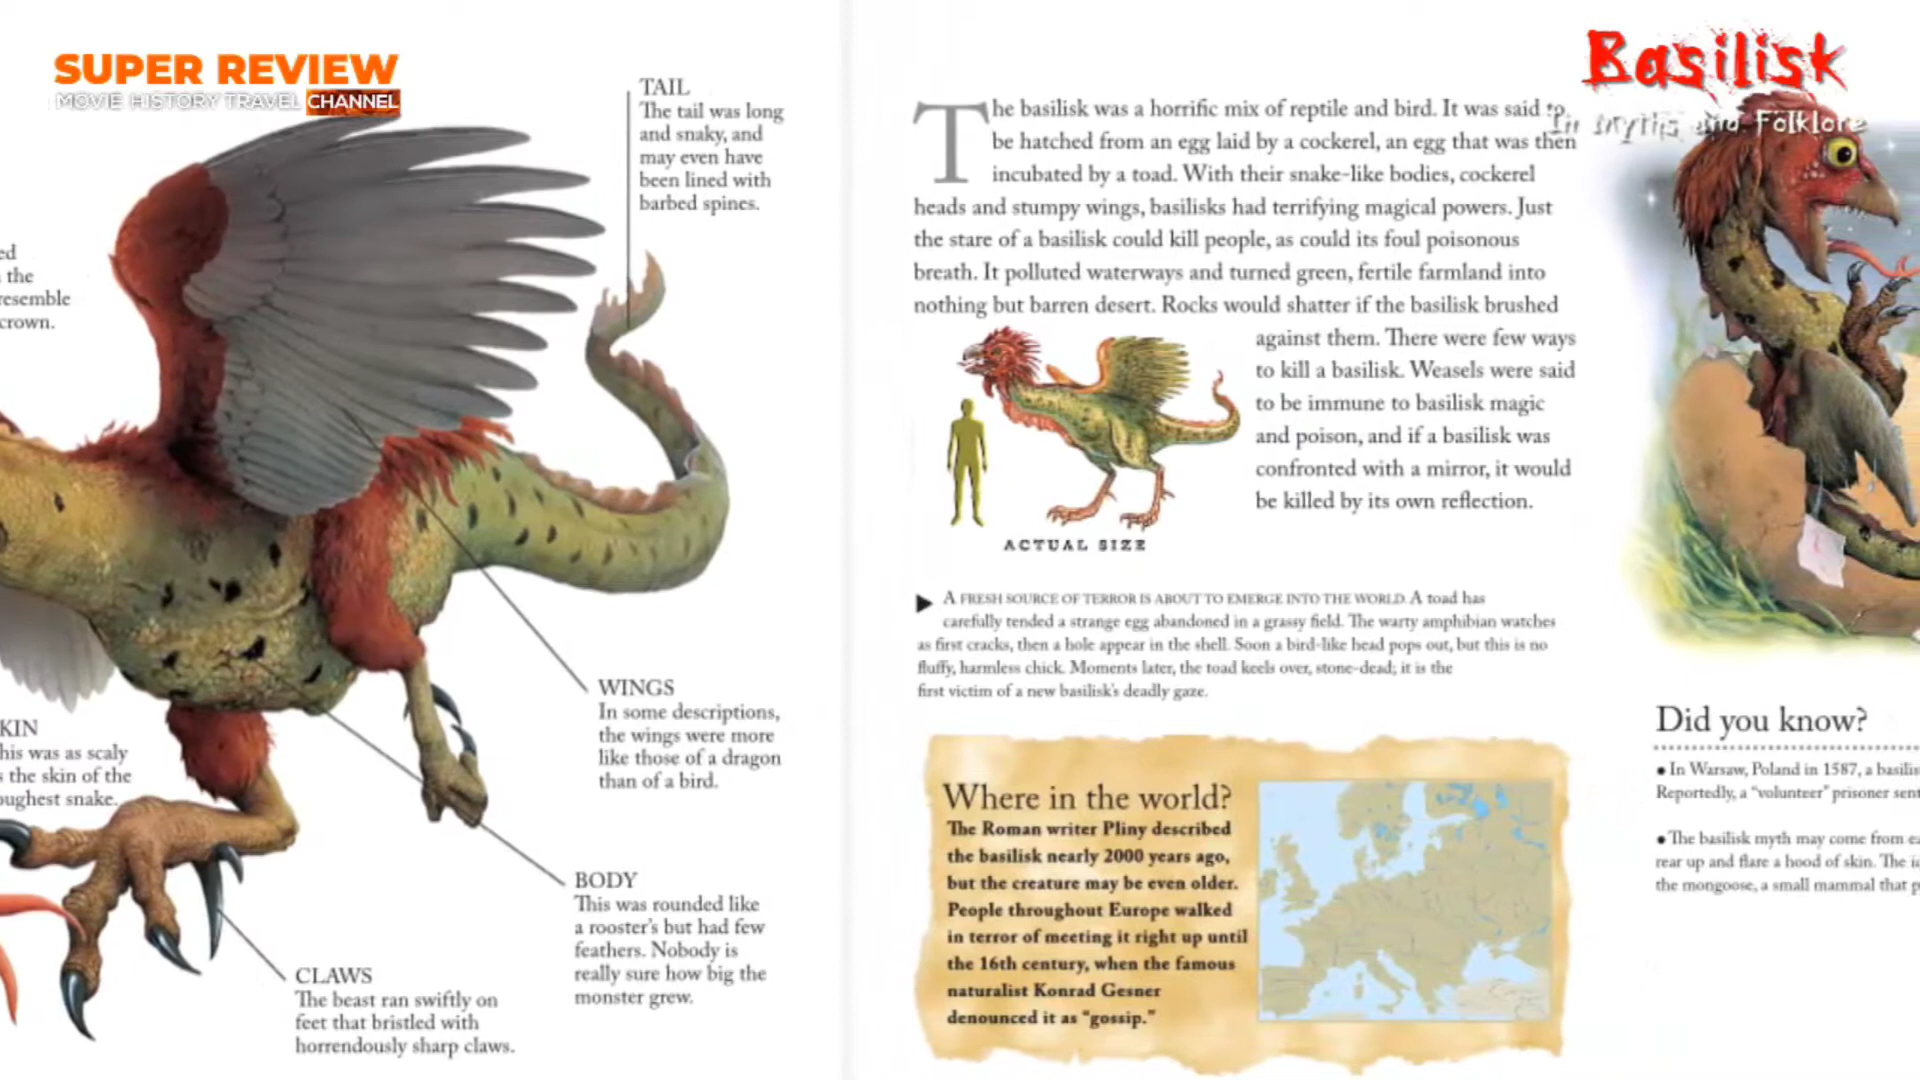 SUPER REVIEW
MOVIE HISTORY TRAVEL CHANNEL
Basilisk
In Myths and Folklore
ed
the
resemble
crown.
TAIL
The tail was long
and snaky, and
may even have
been lined with
barbed spines.
KIN
his was as scaly
s the skin of the
oughest snake.
WINGS
In some descriptions,
the wings were more
like those of a dragon
than of a bird.
BODY
This was rounded like
a rooster's but had few
feathers. Nobody is
really sure how big the
monster grew.
CLAWS
The beast ran swiftly on
feet that bristled with
horrendously sharp claws.
The basilisk was a horrific mix of reptile and bird. It was said to
be hatched from an egg laid by a cockerel, an egg that was then
incubated by a toad. With their snake-like bodies, cockerel
heads and stumpy wings, basilisks had terrifying magical powers. Just
the stare of a basilisk could kill people, as could its foul poisonous
breath. It polluted waterways and turned green, fertile farmland into
nothing but barren desert. Rocks would shatter if the basilisk brushed
against them. There were few ways
to kill a basilisk. Weasels were said
to be immune to basilisk magic
and poison, and if a basilisk was
confronted with a mirror, it would
be killed by its own reflection.
ACTUAL SIZE
A FRESH SOURCE OF TERROR IS ABOUT TO EMERGE INTO THE WORLD. A toad has
carefully tended a strange egg abandoned in a grassy field. The warty amphibian watches
as first cracks, then a hole appear in the shell. Soon a bird-like head pops out, but this is no
fluffy, harmless chick. Moments later, the toad keels over, stone-dead; it is the
first victim of a new basilisk's deadly gaze.
Where in the world?
The Roman writer Pliny described
the basilisk nearly 2000 years ago,
but the creature may be even older.
People throughout Europe walked
in terror of meeting it right up until
the 16th century, when the famous
naturalist Konrad Gesner
denounced it as "gossip."
Did you know?
• In Warsaw, Poland in 1587, a basilis
Reportedly, a "volunteer" prisoner sent
• The basilisk myth may come from ea
rear up and flare a hood of skin. The
the mongoose, a small mammal that p